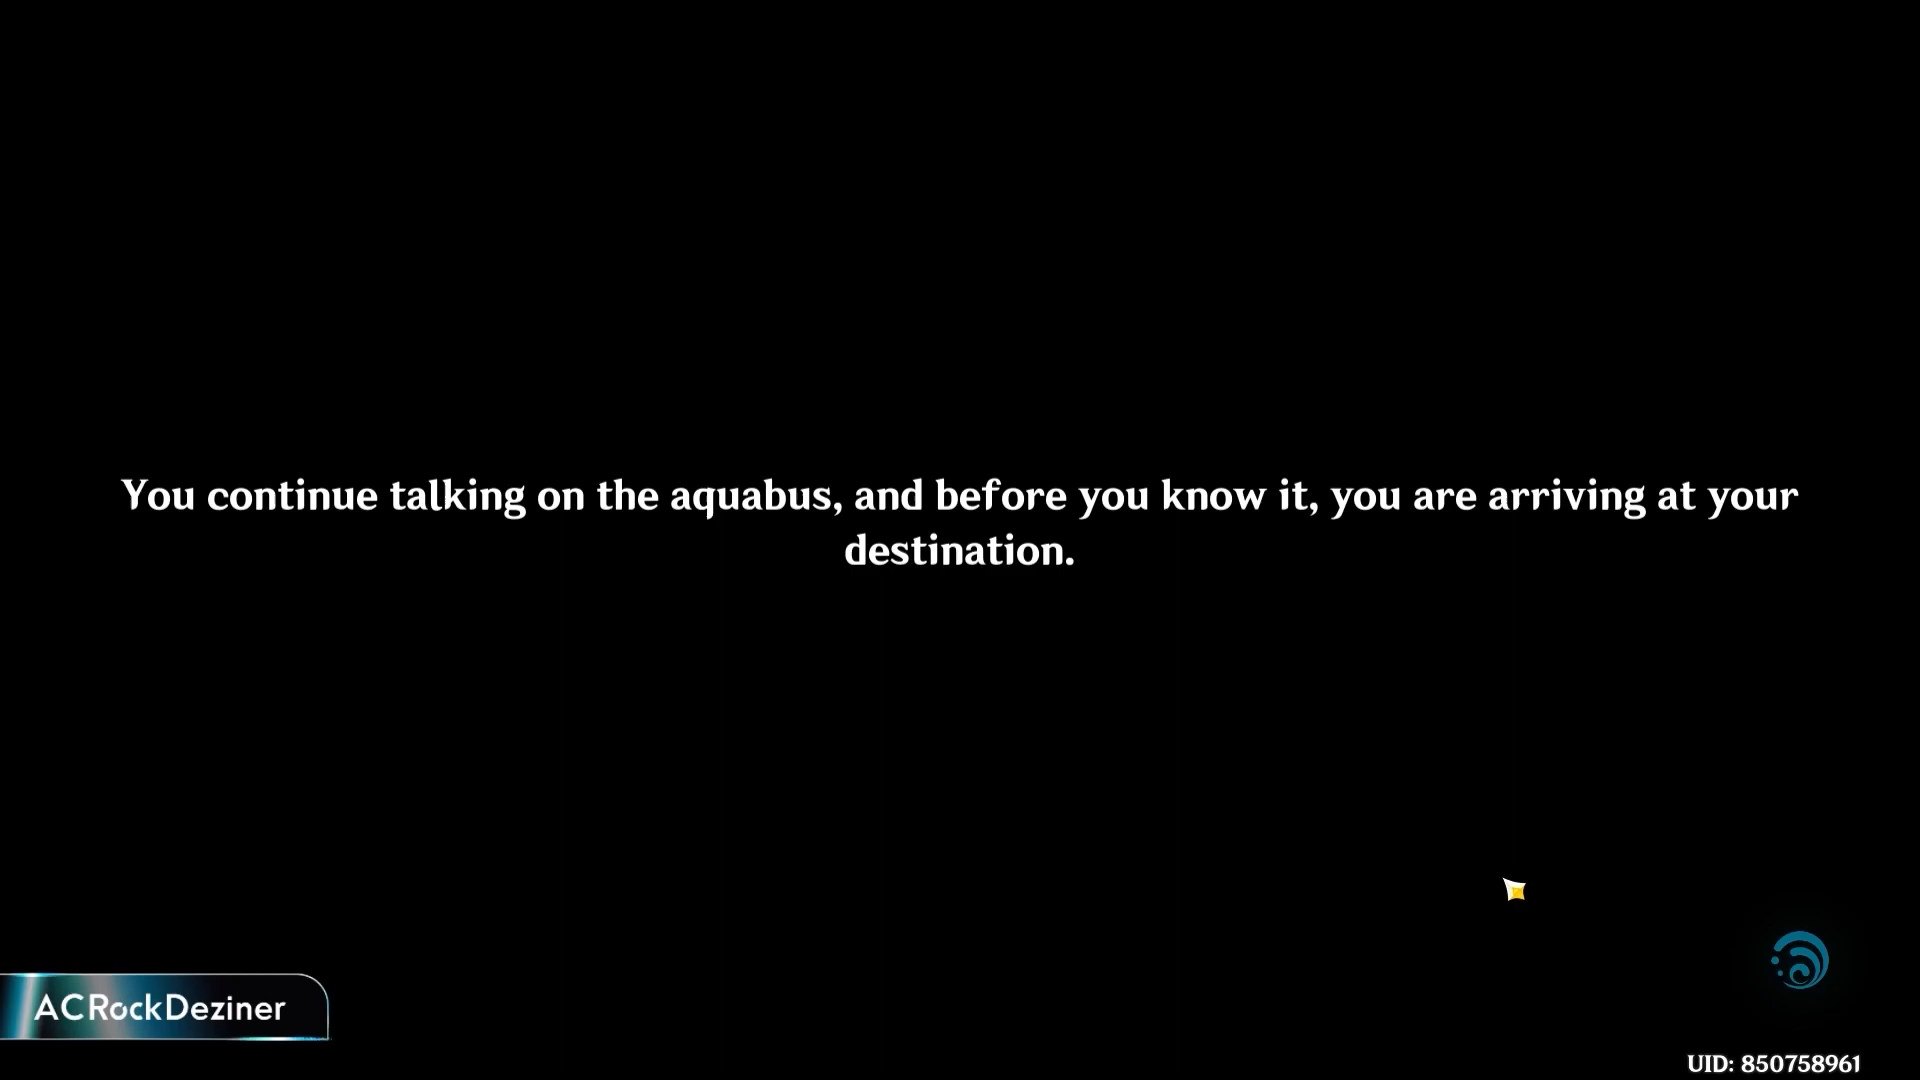 You continue talking on the aquabus, and before you know it, you are arriving at your
destination.
ACRockDeziner
UID: 850758961